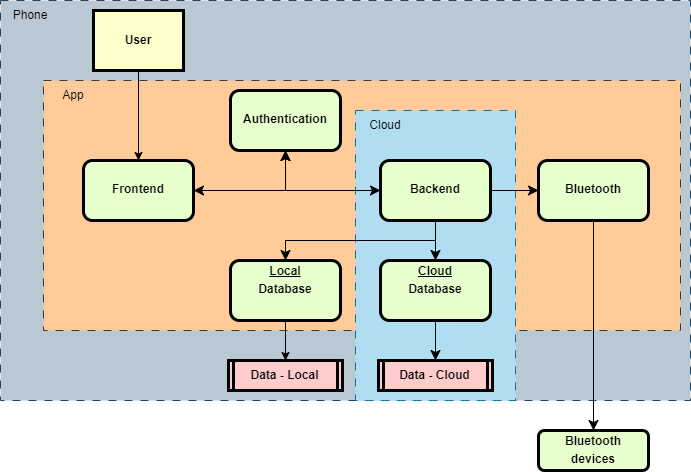 Phone
User
App
Authentication
Cloud
Frontend
Backend
Bluetooth
Local
Database
Cloud
Database
Data - Local
Data - Cloud
Bluetooth
devices